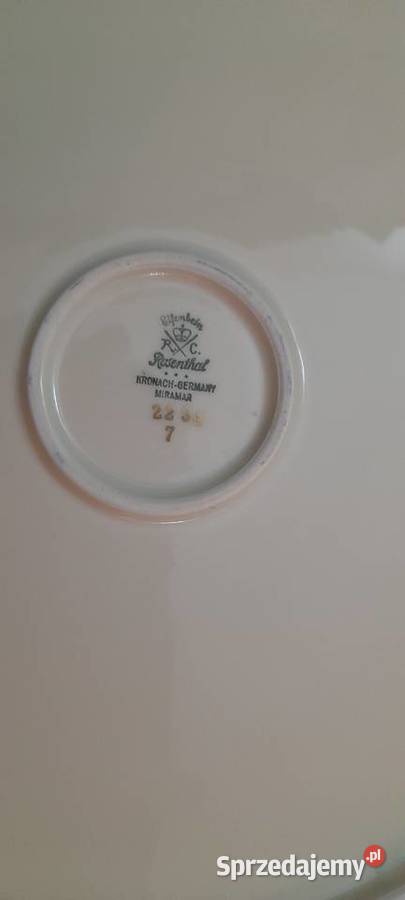 Elfenbein
R. C.
Rosenthal
KRONACH-GERMANY
MIRAMAR
22
7
Sprzedajemy.pl